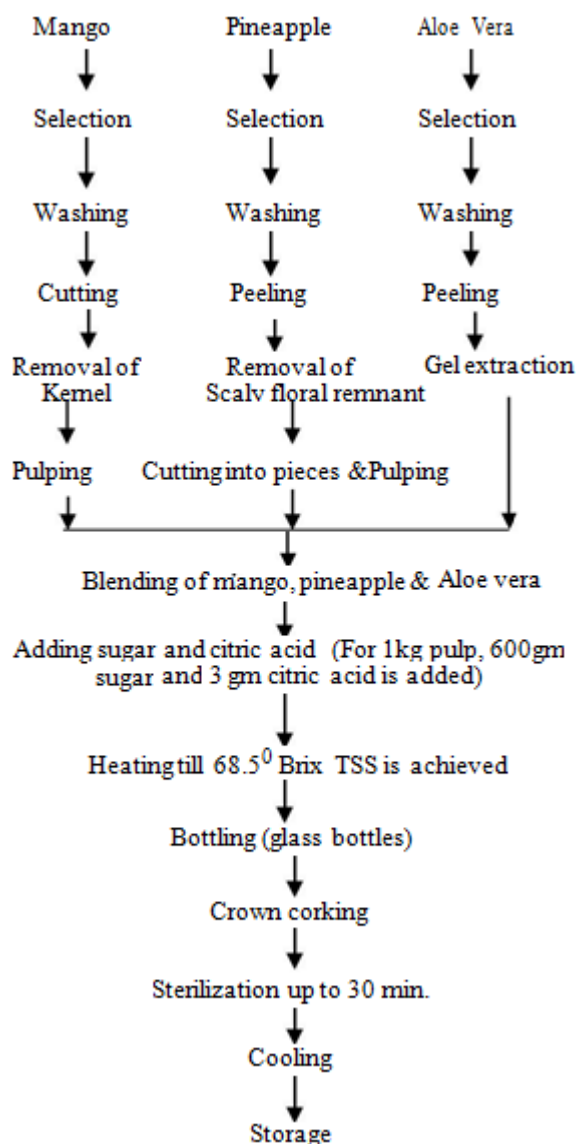 Mango Pineapple Aloe Vera
Selection Selection Selection
Washing Washing Washing
Cutting Peeling Peeling
Removal of Kernel
Removal of Scalv floral remnant
Gel extraction
Pulping Cutting into pieces &Pulping
Blending of mango, pineapple & Aloe vera
Adding sugar and citric acid (For 1kg pulp, 600gm
sugar and 3 gm citric acid is added)
Heating till 68.5⁰ Brix TSS is achieved
Bottling (glass bottles)
Crown corking
Sterilization up to 30 min.
Cooling
Storage